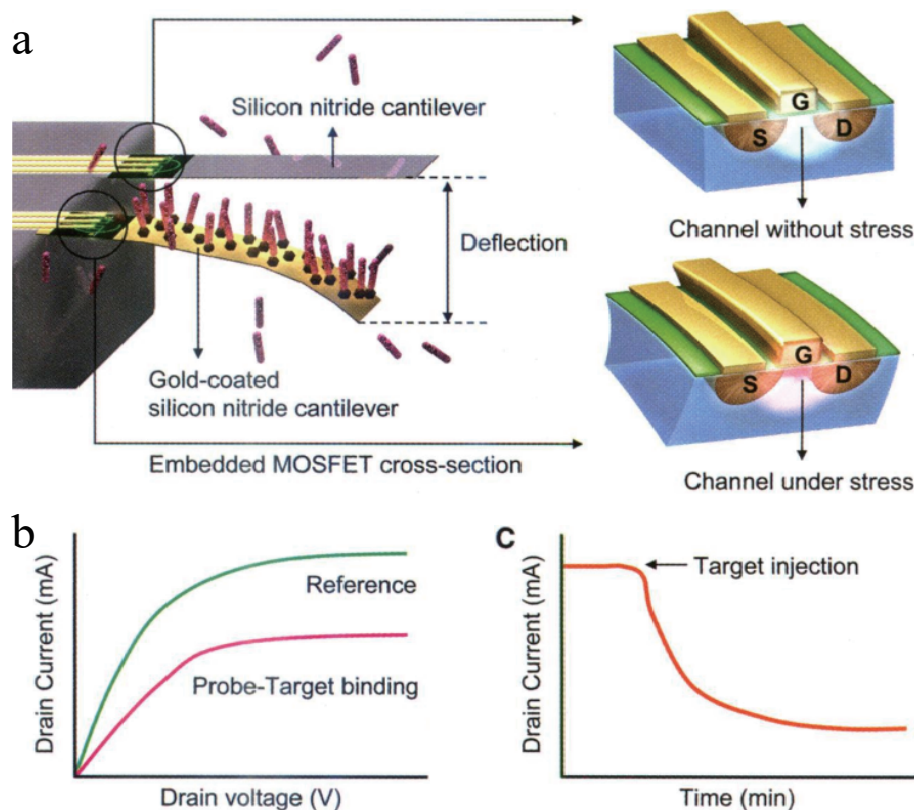 a
Silicon nitride cantilever
Deflection
Gold-coated
silicon nitride cantilever
Embedded MOSFET cross-section
G
S
D
Channel without stress
G
S
D
Channel under stress
b
Drain Current (mA)
Reference
Probe-Target binding
Drain voltage (V)
C
Drain Current (mA)
Target injection
Time (min)